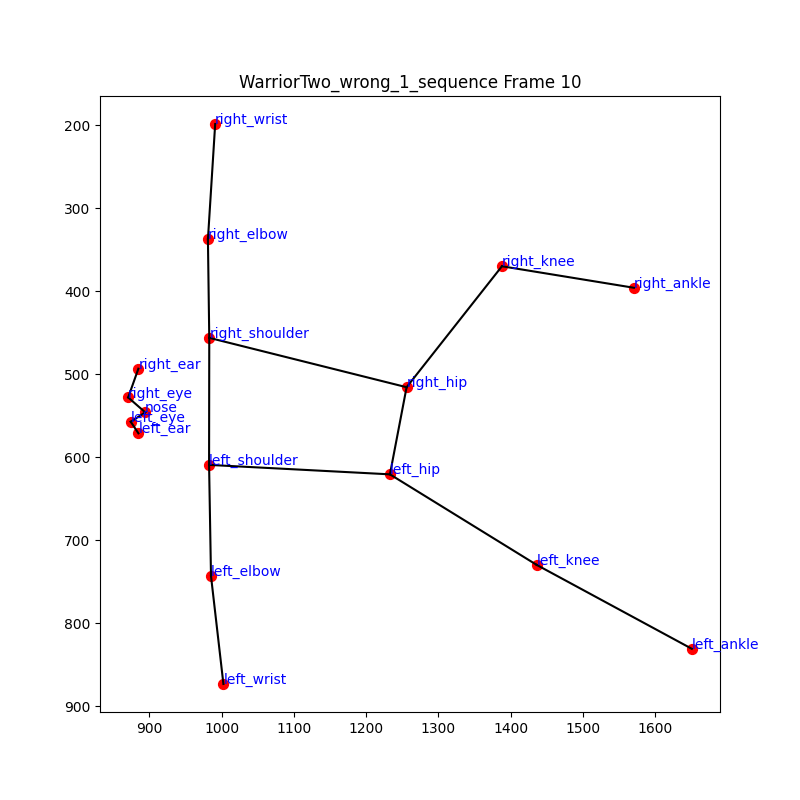 WarriorTwo_wrong_1_sequence Frame 10
200
300
400
500
600
700
800
900
right_wrist
right_elbow
right_knee
right_ankle
right_shoulder
right_ear
right_hip
right_eye
nose
left_eye
left_ear
left_shoulder
left_hip
left_knee
left_elbow
left_ankle
left_wrist
900 1000 1100 1200 1300 1400 1500 1600